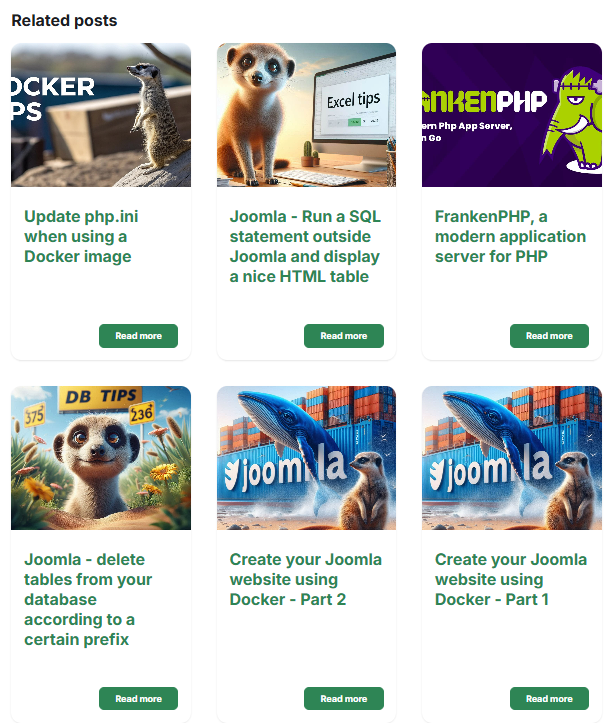 Related posts
OCKER
PS
Excel tips
ANKENPHP
ern Php App Server,
n Go
Update php.ini
when using a
Docker image
Joomla - Run a SQL
statement outside
Joomla and display
a nice HTML table
FrankenPHP, a
modern application
server for PHP
Read more
Read more
Read more
DB TIPS
375
236
joomla
joomla
Joomla - delete
tables from your
database
according to a
certain prefix
Create your Joomla
website using
Docker - Part 2
Create your Joomla
website using
Docker - Part 1
Read more
Read more
Read more